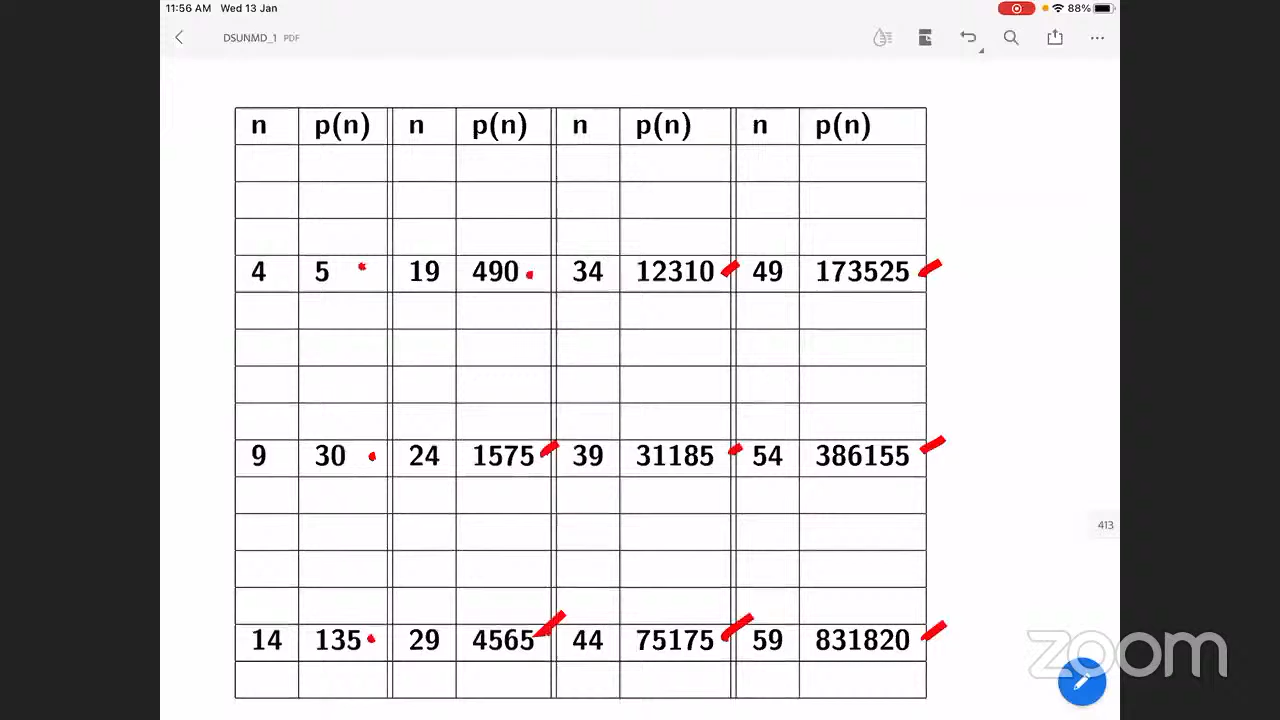 11:56 AM Wed 13 Jan 88%
DSUNMD_1 PDF
n p(n) n p(n) n p(n) n p(n)
4 5 19 490 34 12310 49 173525
9 30 24 1575 39 31185 54 386155
413
14 135 29 4565 44 75175 59 831820
zoom